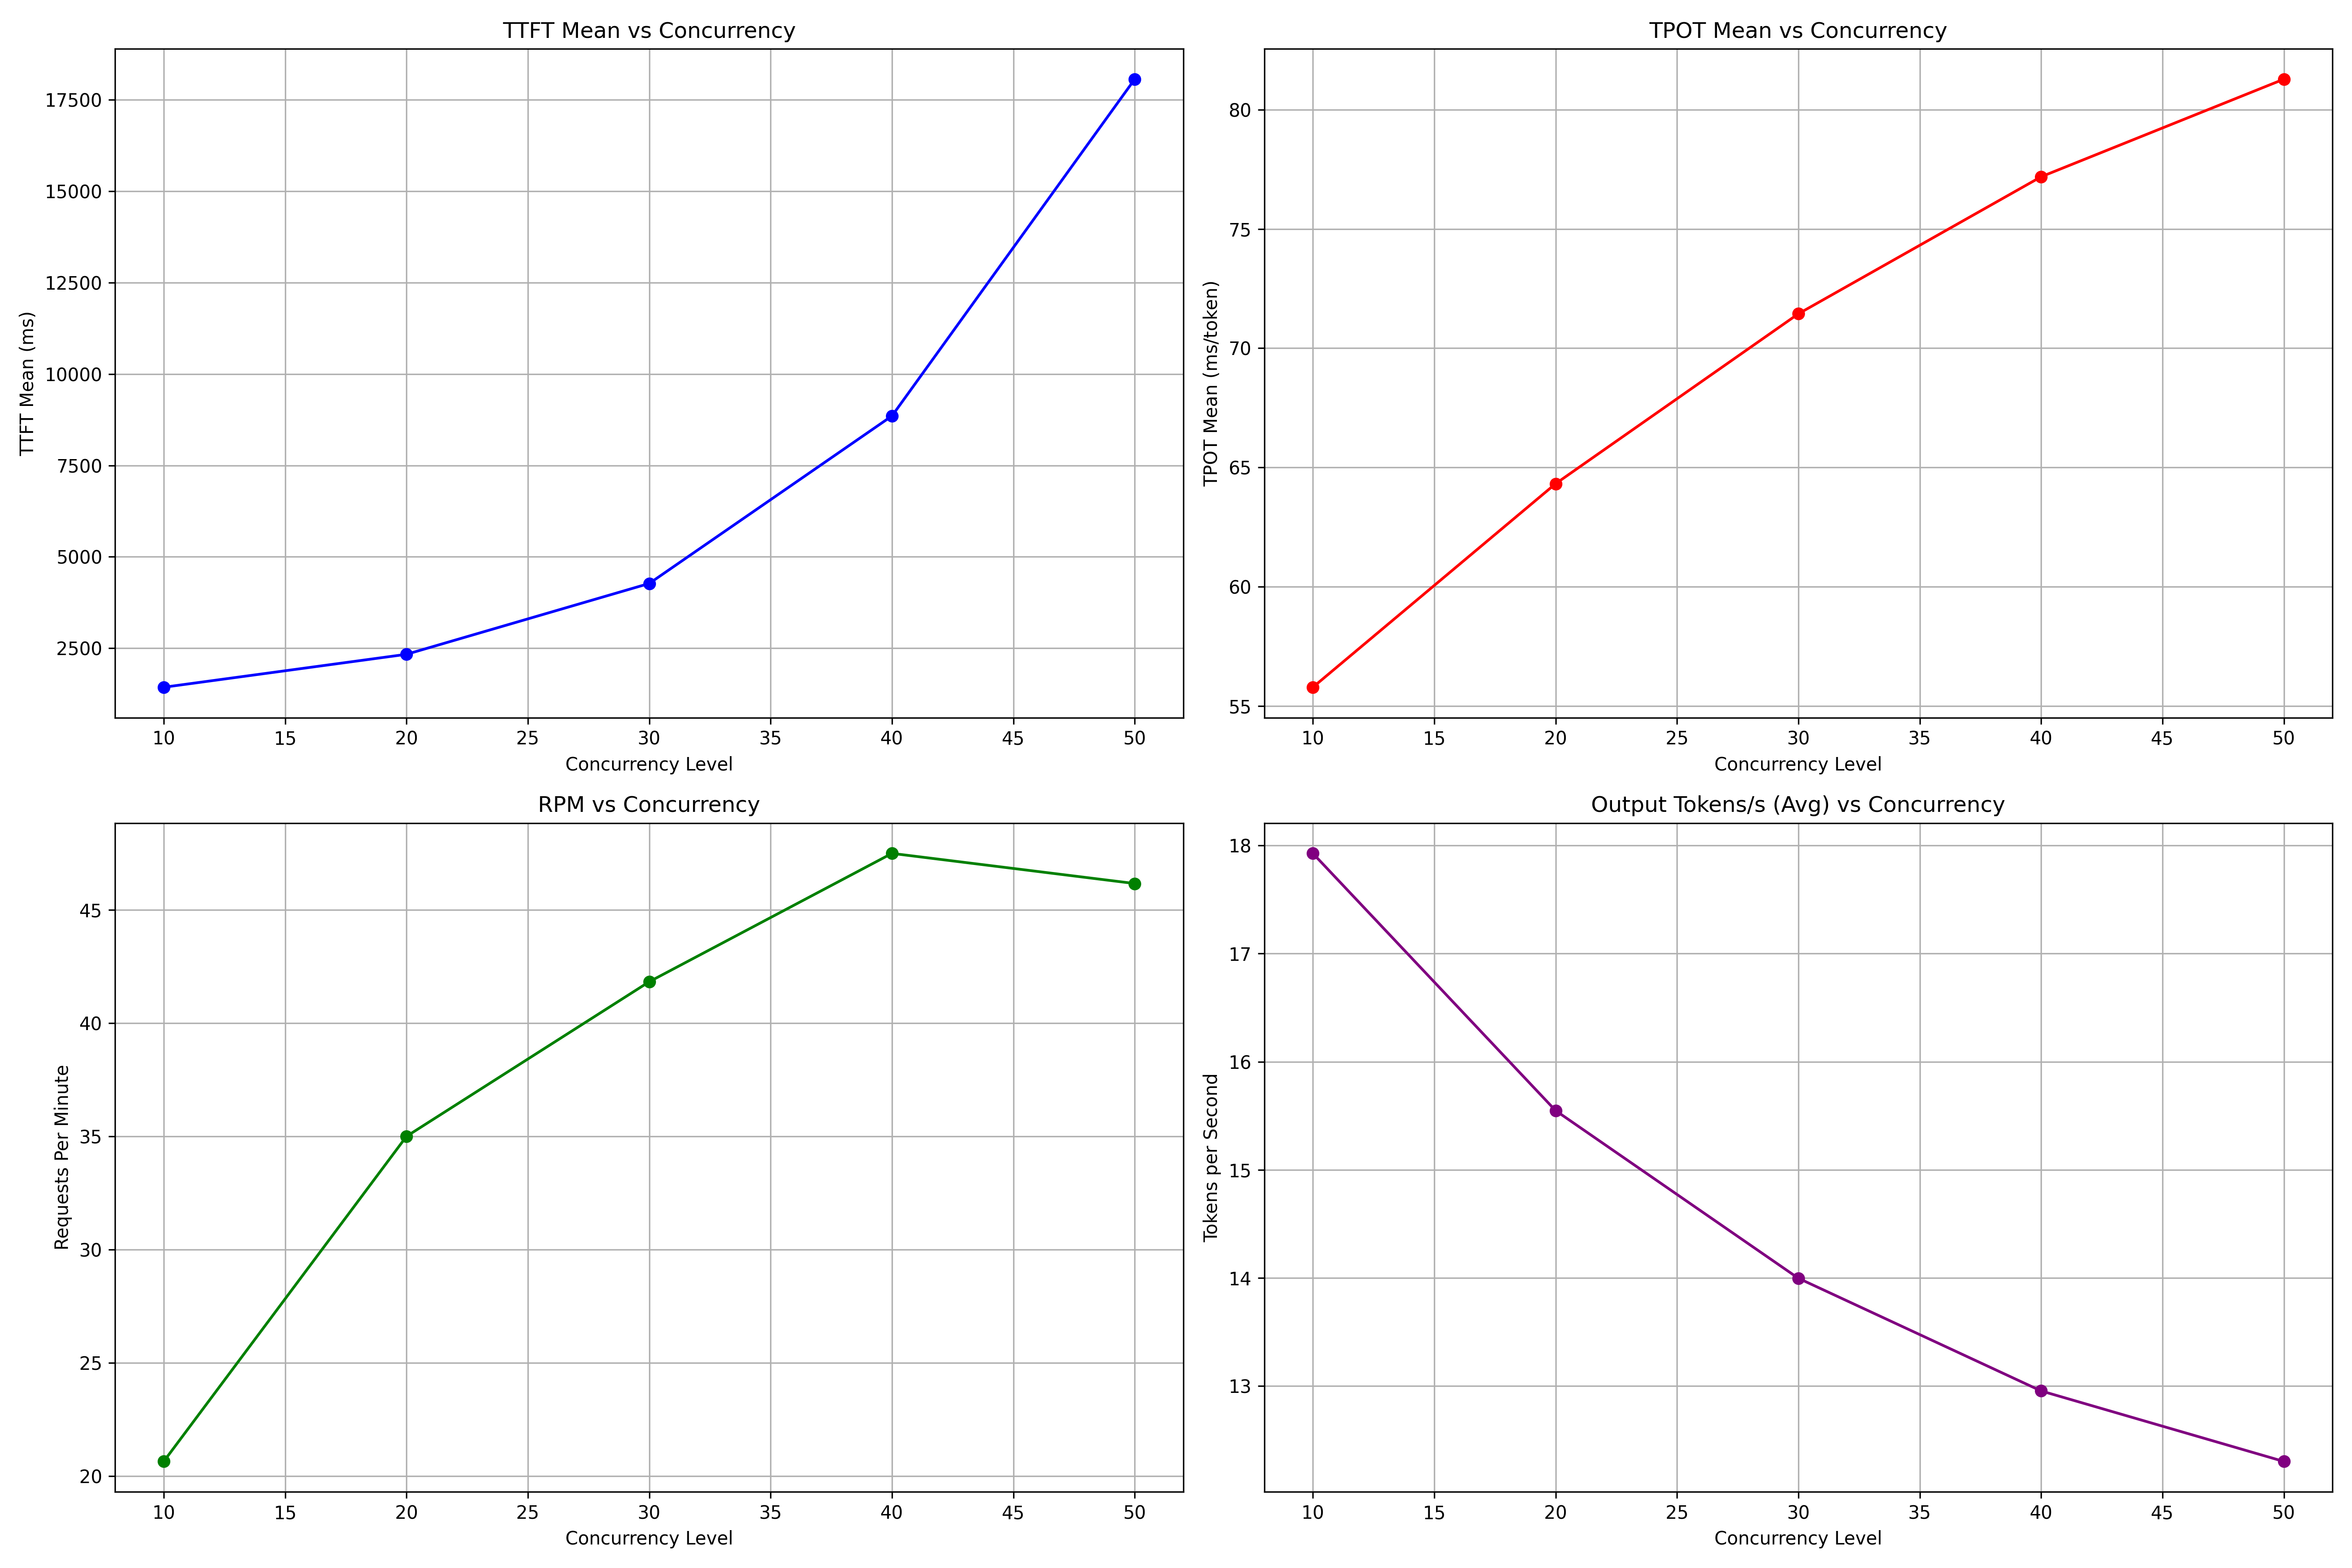 TTFT Mean vs Concurrency
TTFT Mean (ms)
17500
15000
12500
10000
7500
5000
2500
10 15 20 25 30 35 40 45 50
Concurrency Level
TPOT Mean vs Concurrency
TPOT Mean (ms/token)
80
75
70
65
60
55
10 15 20 25 30 35 40 45 50
Concurrency Level
RPM vs Concurrency
Requests Per Minute
45
40
35
30
25
20
10 15 20 25 30 35 40 45 50
Concurrency Level
Output Tokens/s (Avg) vs Concurrency
Tokens per Second
18
17
16
15
14
13
10 15 20 25 30 35 40 45 50
Concurrency Level